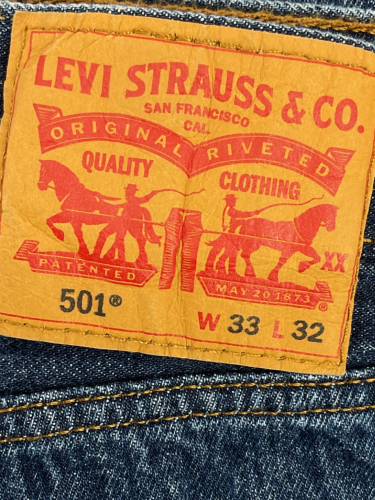 LEVI STRAUSS & CO.
SAN FRANCISCO
CAL.
ORIGINAL RIVETED
QUALITY CLOTHING
XX
PATENTED MAY 20 1873
501® W 33 L 32